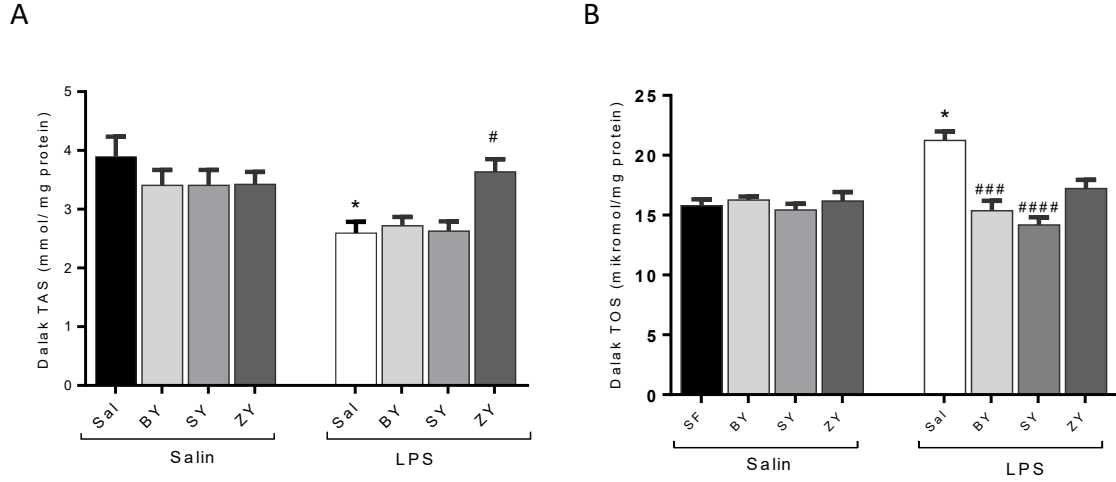 A
Dalak TAS (mmol/mg protein)
5
4
3
2
1
0
*
#
Sal
BY
SY
ZY
Sal
BY
SY
ZY
Salin
LPS
B
Dalak TOS (mikromol/mg protein)
25
20
15
10
5
0
*
###
####
SF
BY
SY
ZY
Sal
BY
SY
ZY
Salin
LPS